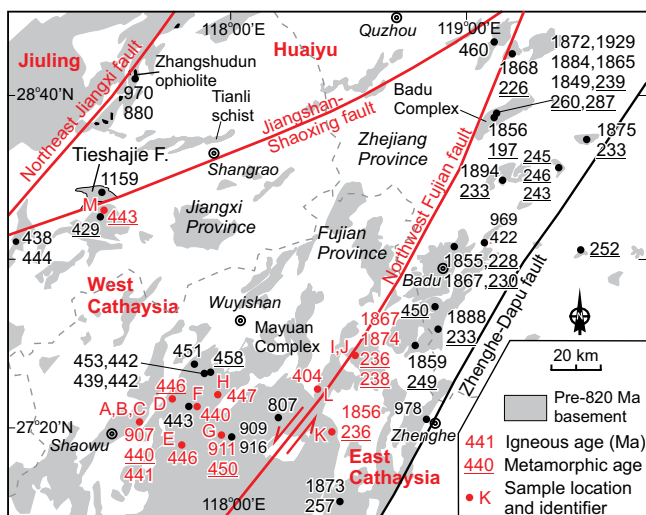 118°00'E
Quzhou
119°00'E
Jiuling
Huaiyu
460
1872,1929
1884,1865
1849,239
260,287
Zhangshudun
ophiolite
970
880
1868
226
28°40'N
Northeast Jiangxi fault
Tianli
schist
Jiangshan-
Shaoxing fault
Badu
Complex
1856
197
1875
233
Zhejiang
Province
Tieshajie F.
Shangrao
245
246
243
1159
1894
233
M
443
429
Jiangxi
Province
Northwest Fujian fault
438
444
Fujian
Province
969
422
252
1855,228
1867,230
Badu
West
Cathaysia
Wuyishan
450
Zhenghe-Dapu fault
Mayuan
Complex
1867
1874
236
238
I,J
1888
233
453,442
439,442
451
458
1859
249
20 km
446
D
F
H
447
404
L
A,B,C
443
440
807
978
Pre-820 Ma
basement
27°20'N
907
440
441
Shaowu
E
446
G
911
450
909
916
K
1856
236
Zhenghe
441
Igneous age (Ma)
440
Metamorphic age
K
Sample location
and identifier
East
Cathaysia
118°00'E
1873
257